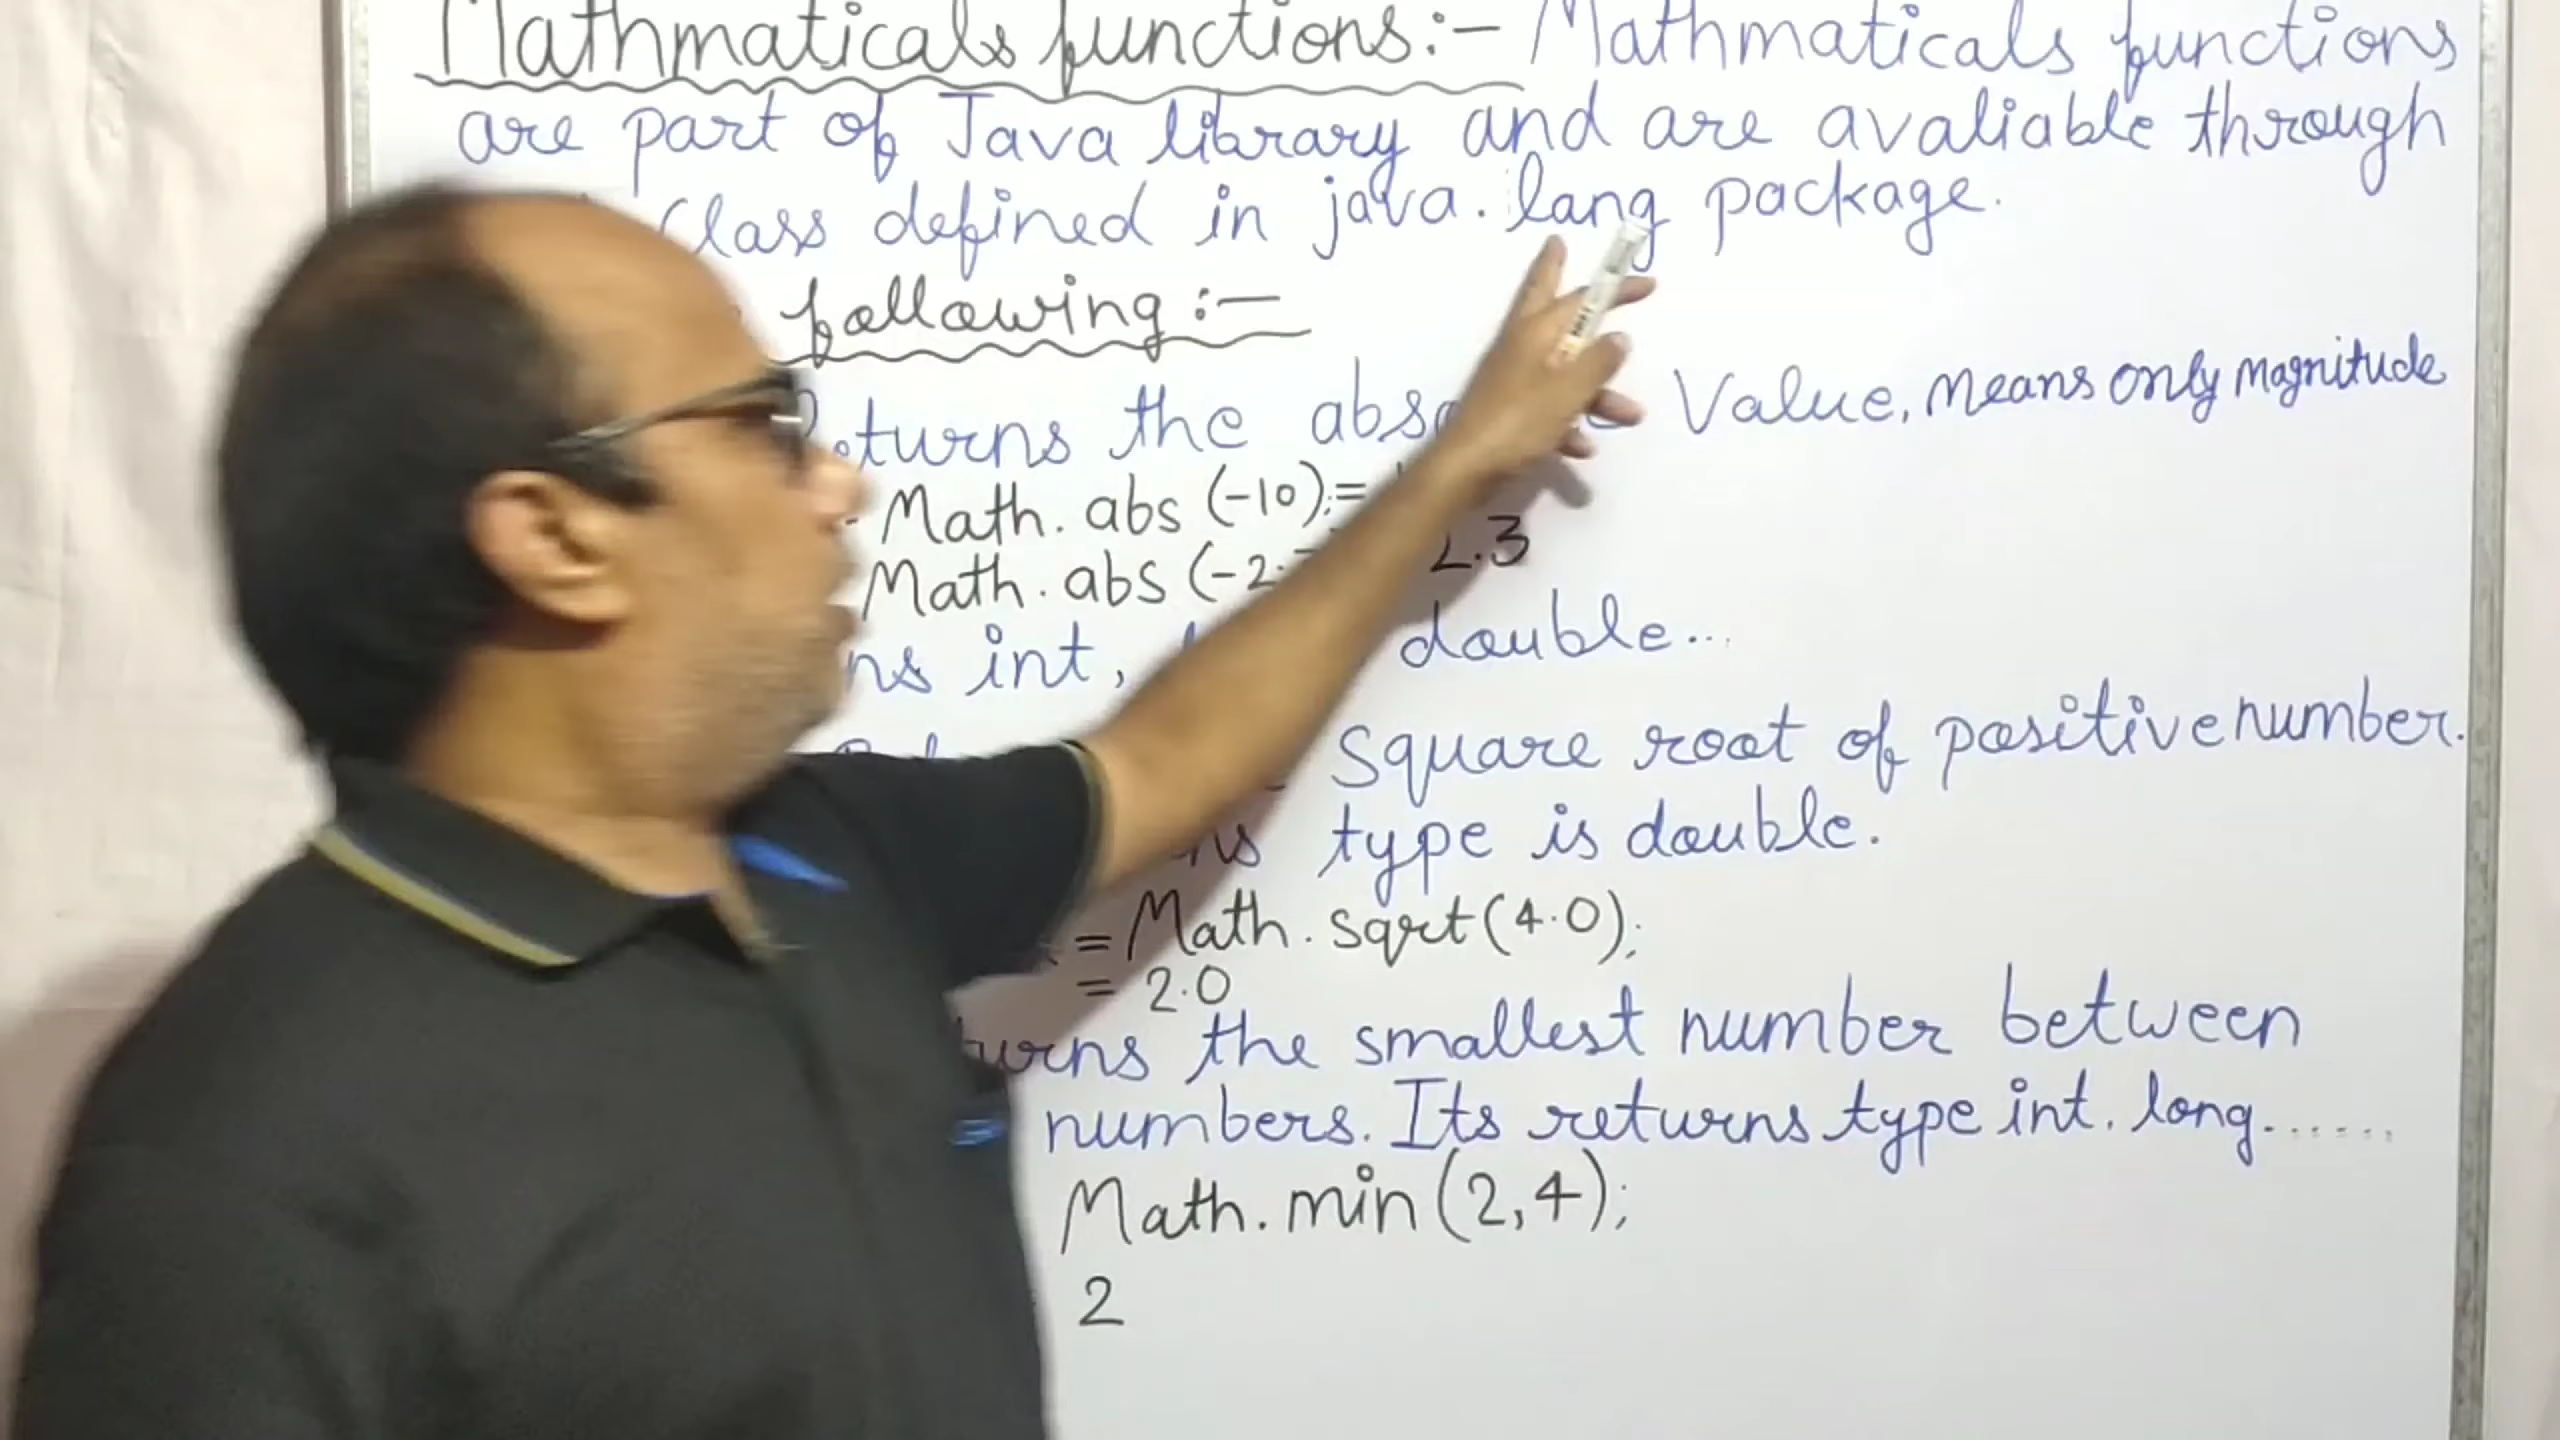 Mathmaticals functions:- Mathmaticals functions
are part of Java library and are avaliable through
Class defined in java.lang package.
following:-
Returns the Value, means only magnitude
Math.abs (-10);=
Math.abs (-2. 2.3
int, double...
Square root of positive number.
type is double.
= Math.sqrt(4.0);
= 2.0
the smallest number between
numbers. Its returns type int, long......
Math.min(2,4);
2